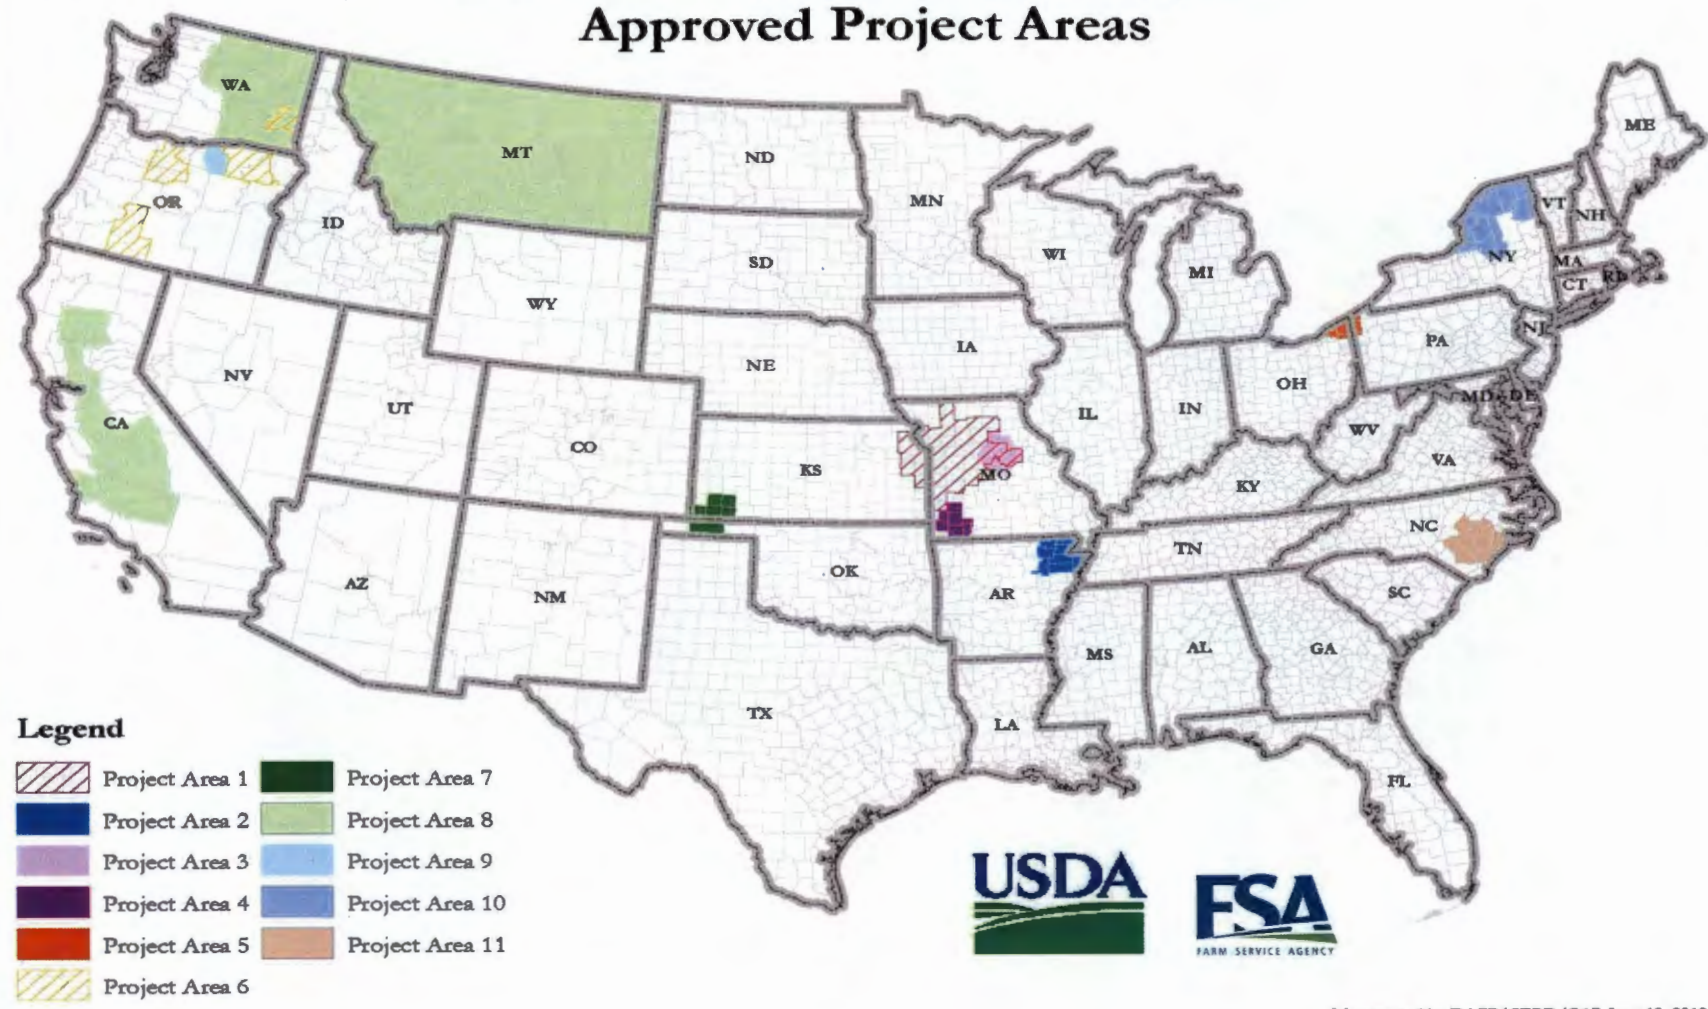 Approved Project Areas
WA
MT
ND
MN
ME
OR
ID
SD
WI
MI
VT
NH
NY
MA
RI
CT
WY
IA
NE
PA
NJ
NV
UT
CO
CA
KS
MO
IL
IN
OH
MD
DE
WV
VA
KY
NC
TN
AZ
NM
OK
AR
SC
MS
AL
GA
TX
LA
FL
Legend
Project Area 1
Project Area 2
Project Area 3
Project Area 4
Project Area 5
Project Area 6
Project Area 7
Project Area 8
Project Area 9
Project Area 10
Project Area 11
USDA
FSA
FARM SERVICE AGENCY